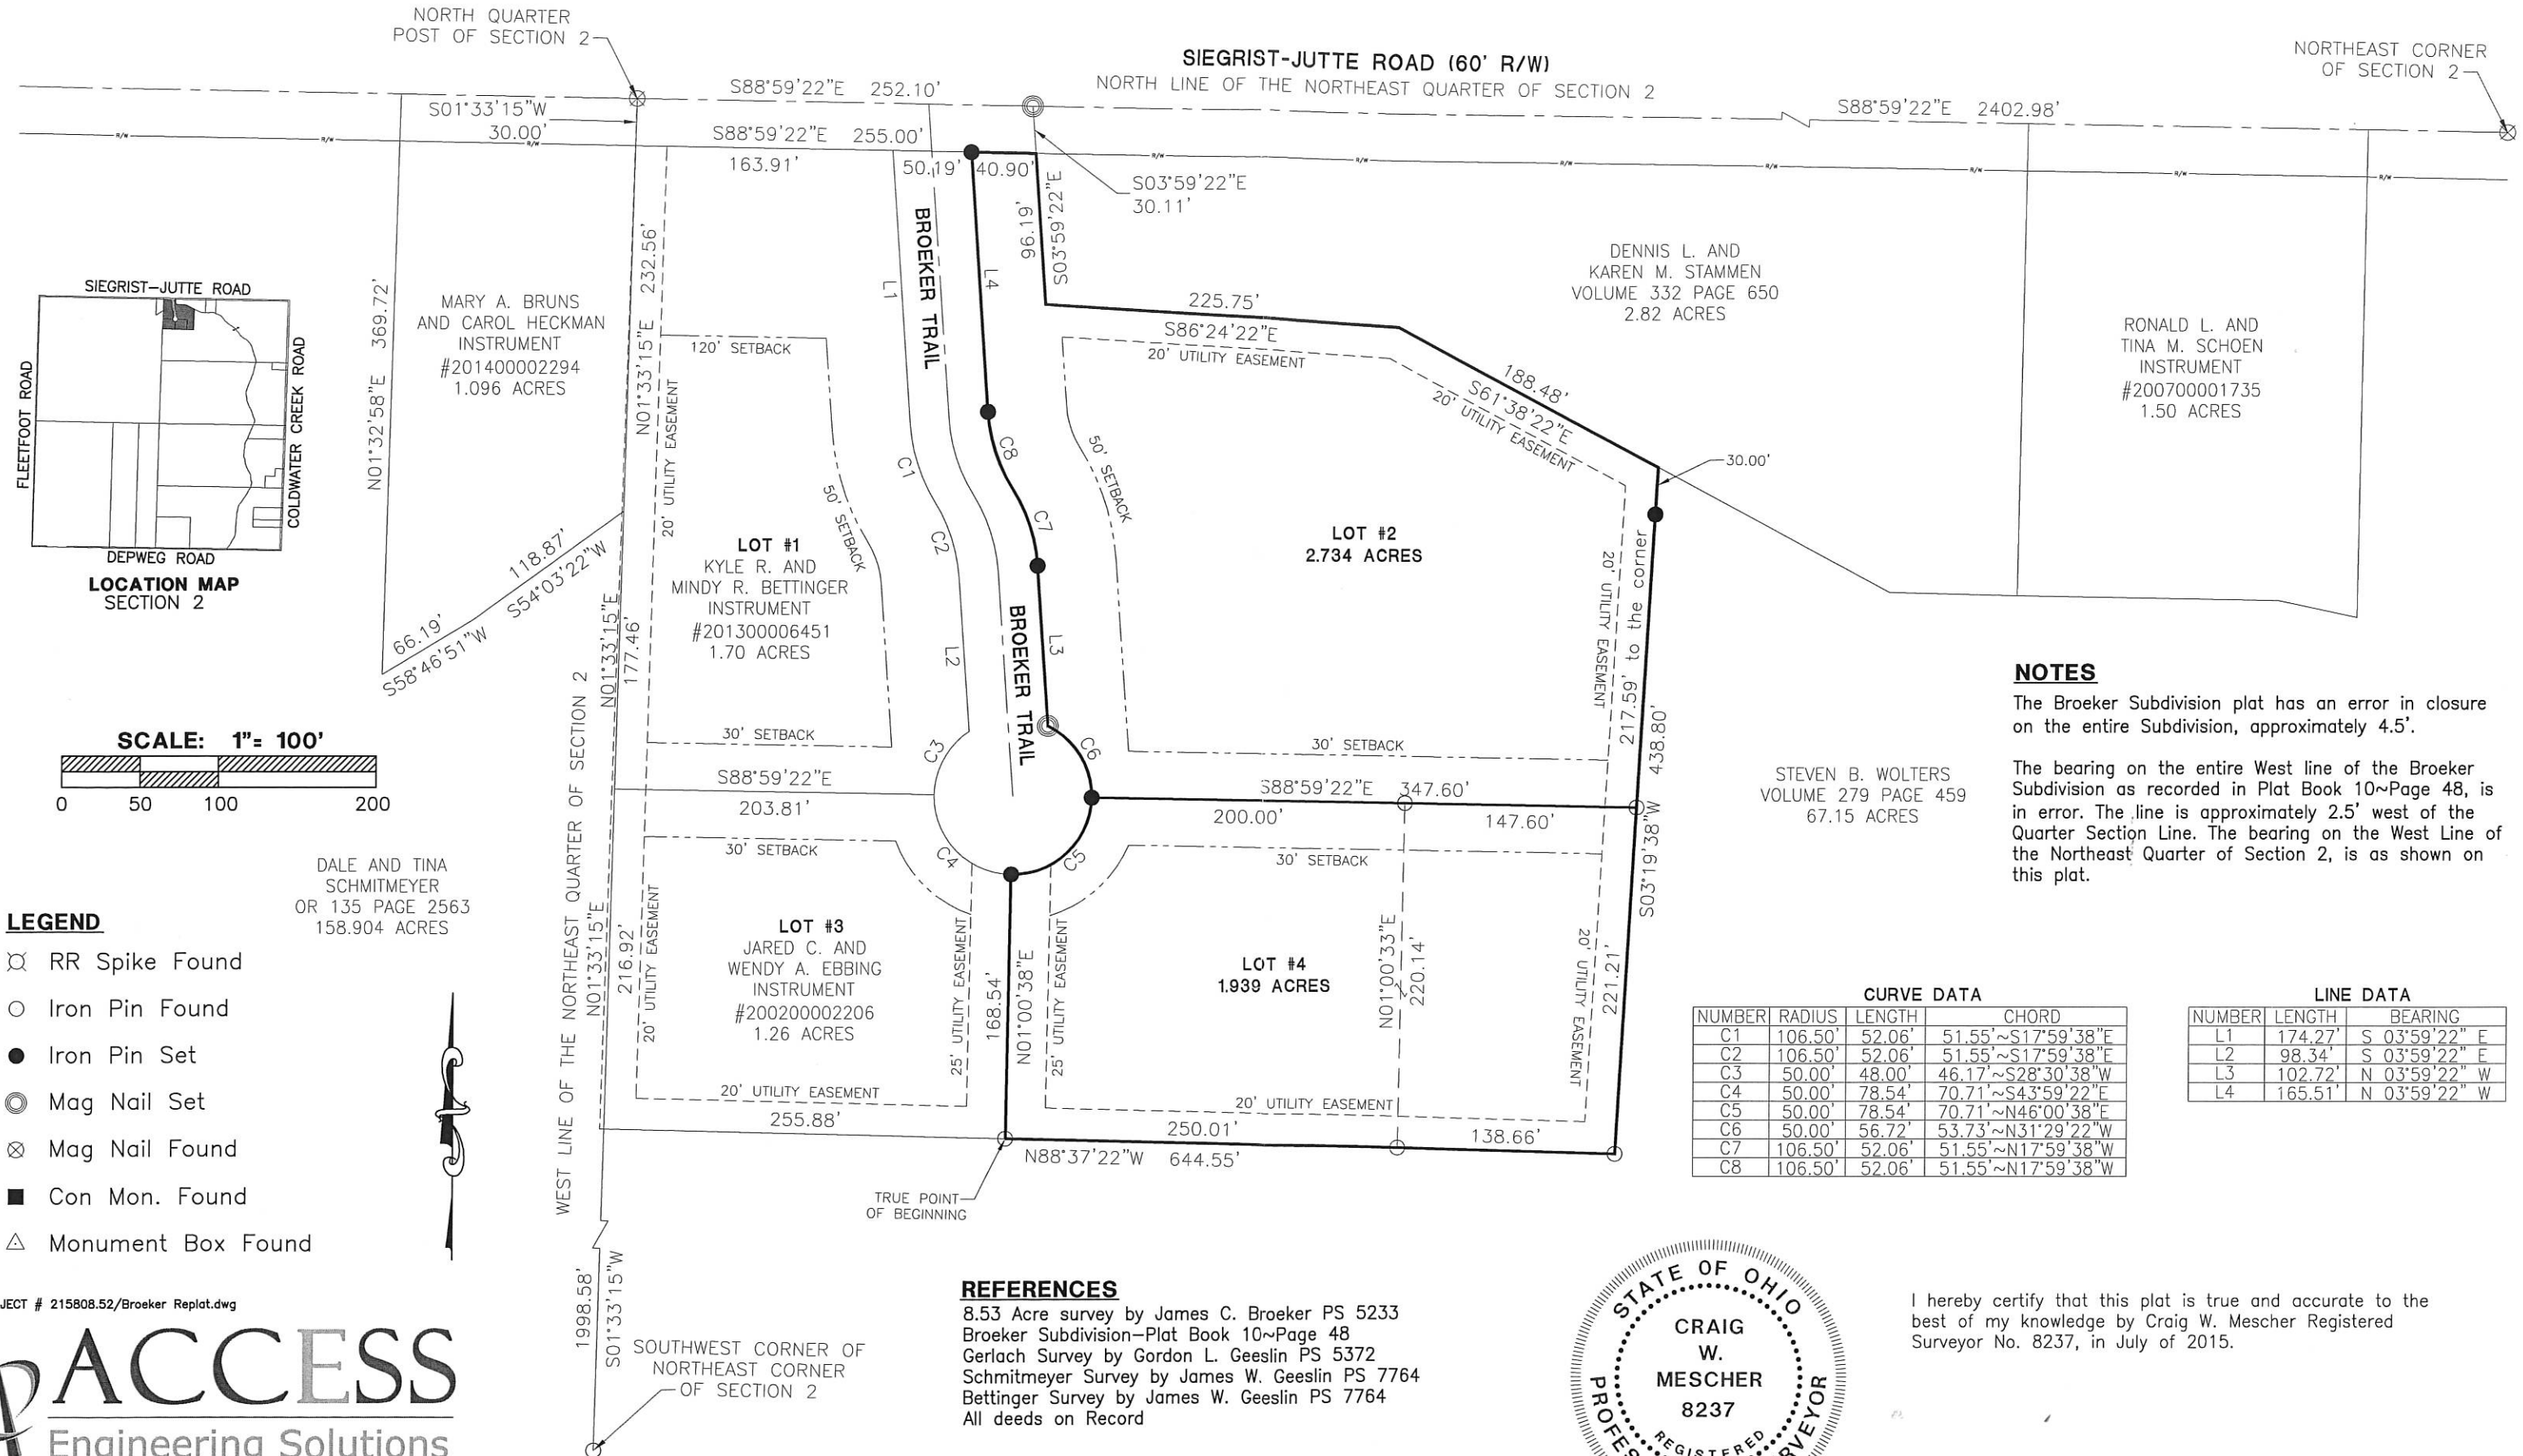 NORTH QUARTER
POST OF SECTION 2
SIEGRIST-JUTTE ROAD (60' R/W)
NORTH LINE OF THE NORTHEAST QUARTER OF SECTION 2
NORTHEAST CORNER
OF SECTION 2
S88°59'22"E 252.10'
S88°59'22"E 2402.98'
S01°33'15"W
30.00'
S88°59'22"E 255.00'
163.91'
50.19'
40.90'
R/W
R/W
R/W
R/W
R/W
R/W
R/W
R/W
R/W
R/W
S03°59'22"E
30.11'
96.19'
S03°59'22"E
BROEKER TRAIL
L1
L4
N01°33'15"E 232.56'
N01°32'58"E 369.72'
MARY A. BRUNS
AND CAROL HECKMAN
INSTRUMENT
#201400002294
1.096 ACRES
SIEGRIST-JUTTE ROAD
FLEETFOOT ROAD
COLDWATER CREEK ROAD
DEPWEG ROAD
LOCATION MAP
SECTION 2
120' SETBACK
20' UTILITY EASEMENT
50' SETBACK
225.75'
S86°24'22"E
20' UTILITY EASEMENT
188.48'
S61°38'22"E
20' UTILITY EASEMENT
DENNIS L. AND
KAREN M. STAMMEN
VOLUME 332 PAGE 650
2.82 ACRES
RONALD L. AND
TINA M. SCHOEN
INSTRUMENT
#200700001735
1.50 ACRES
30.00'
C1
C2
C8
C7
50' SETBACK
LOT #1
KYLE R. AND
MINDY R. BETTINGER
INSTRUMENT
#201300006451
1.70 ACRES
LOT #2
2.734 ACRES
118.87'
S54°03'22"W
66.19'
S58°46'51"W
N01°33'15"E
177.46'
L2
BROEKER TRAIL
L3
20' UTILITY EASEMENT
217.59' to the corner
438.80'
S03°19'38"W
30' SETBACK
C3
C6
30' SETBACK
S88°59'22"E
203.81'
S88°59'22"E 347.60'
200.00'
147.60'
30' SETBACK
C4
C5
30' SETBACK
SCALE: 1"= 100'
0 50 100 200
STEVEN B. WOLTERS
VOLUME 279 PAGE 459
67.15 ACRES
NOTES
The Broeker Subdivision plat has an error in closure
on the entire Subdivision, approximately 4.5'.
The bearing on the entire West line of the Broeker
Subdivision as recorded in Plat Book 10~Page 48, is
in error. The line is approximately 2.5' west of the
Quarter Section Line. The bearing on the West Line of
the Northeast Quarter of Section 2, is as shown on
this plat.
DALE AND TINA
SCHMITMEYER
OR 135 PAGE 2563
158.904 ACRES
WEST LINE OF THE NORTHEAST QUARTER OF SECTION 2
N01°33'15"E
216.92'
20' UTILITY EASEMENT
LOT #3
JARED C. AND
WENDY A. EBBING
INSTRUMENT
#200200002206
1.26 ACRES
25' UTILITY EASEMENT
168.54'
N01°00'38"E
25' UTILITY EASEMENT
LOT #4
1.939 ACRES
N01°00'33"E
220.14'
20' UTILITY EASEMENT
221.21'
20' UTILITY EASEMENT
255.88'
20' UTILITY EASEMENT
250.01'
138.66'
N88°37'22"W 644.55'
TRUE POINT
OF BEGINNING
LEGEND
RR Spike Found
Iron Pin Found
Iron Pin Set
Mag Nail Set
Mag Nail Found
Con Mon. Found
Monument Box Found
CURVE DATA
NUMBER RADIUS LENGTH CHORD
C1 106.50' 52.06' 51.55'~S17°59'38"E
C2 106.50' 52.06' 51.55'~S17°59'38"E
C3 50.00' 48.00' 46.17'~S28°30'38"W
C4 50.00' 78.54' 70.71'~S43°59'22"E
C5 50.00' 78.54' 70.71'~N46°00'38"E
C6 50.00' 56.72' 53.73'~N31°29'22"W
C7 106.50' 52.06' 51.55'~N17°59'38"W
C8 106.50' 52.06' 51.55'~N17°59'38"W
LINE DATA
NUMBER LENGTH BEARING
L1 174.27' S 03°59'22" E
L2 98.34' S 03°59'22" E
L3 102.72' N 03°59'22" W
L4 165.51' N 03°59'22" W
1998.58'
S01°33'15"W
SOUTHWEST CORNER OF
NORTHEAST CORNER
OF SECTION 2
JECT # 215808.52/Broeker Replat.dwg
ACCESS
Engineering Solutions
REFERENCES
8.53 Acre survey by James C. Broeker PS 5233
Broeker Subdivision-Plat Book 10~Page 48
Gerlach Survey by Gordon L. Geeslin PS 5372
Schmitmeyer Survey by James W. Geeslin PS 7764
Bettinger Survey by James W. Geeslin PS 7764
All deeds on Record
STATE OF OHIO
CRAIG
W.
MESCHER
8237
REGISTERED
PROFES
RVEYOR
I hereby certify that this plat is true and accurate to the
best of my knowledge by Craig W. Mescher Registered
Surveyor No. 8237, in July of 2015.